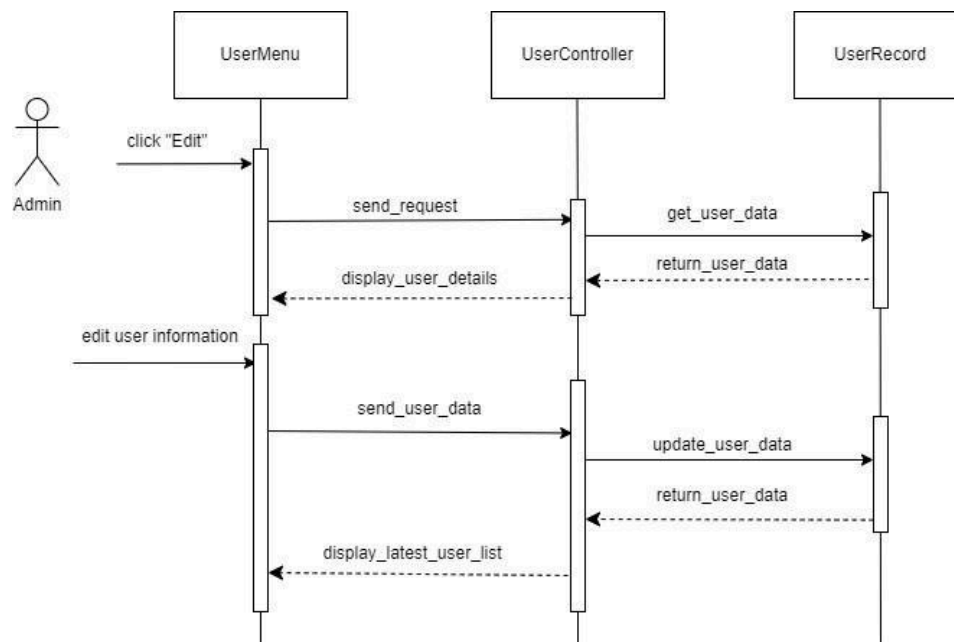 UserMenu
UserController
UserRecord
click "Edit"
Admin
send_request
get_user_data
return_user_data
display_user_details
edit user information
send_user_data
update_user_data
return_user_data
display_latest_user_list